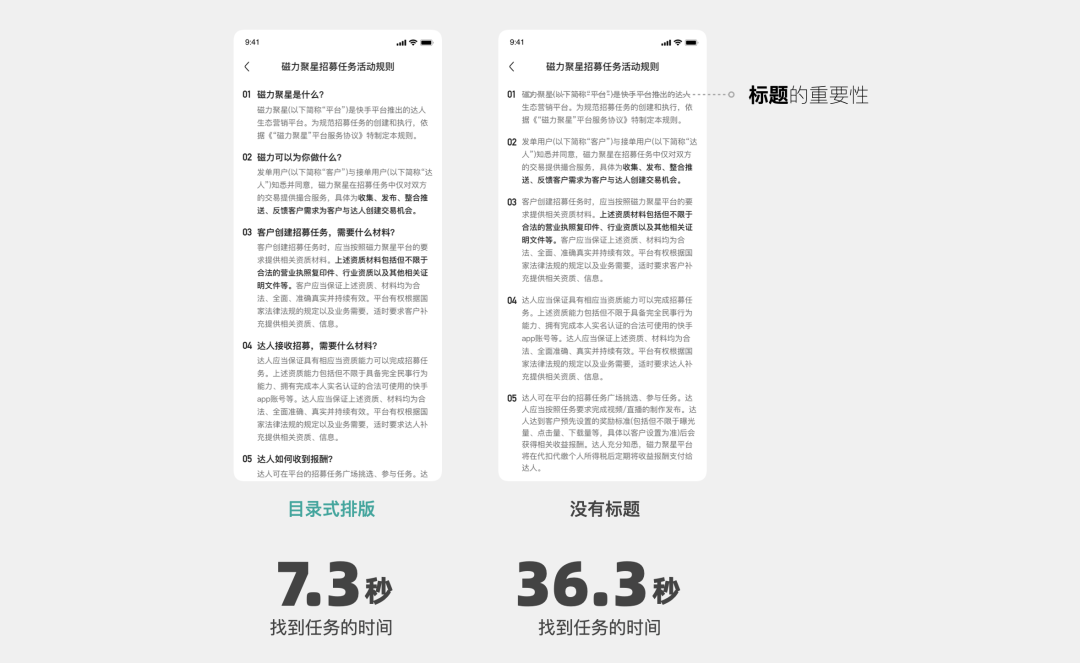 9:41
磁力聚星招募任务活动规则
01 磁力聚星是什么?
磁力聚星(以下简称“平台”)是快手平台推出的达人
生态营销平台。为规范招募任务的创建和执行，依
据《“磁力聚星”平台服务协议》特制定本规则。
02 磁力可以为你做什么?
发单用户(以下简称“客户”)与接单用户(以下简称“达
人”)知悉并同意，磁力聚星在招募任务中仅对双方
的交易提供撮合服务，具体为收集、发布、整合推
送、反馈客户需求为客户与达人创建交易机会。
03 客户创建招募任务，需要什么材料?
客户创建招募任务时，应当按照磁力聚星平台的要
求提供相关资质材料。上述资质材料包括但不限于
合法的营业执照复印件、行业资质以及其他相关证
明文件等。客户应当保证上述资质、材料均为合
法、全面、准确真实并持续有效。平台有权根据国
家法律法规的规定以及业务需要，适时要求客户补
充提供相关资质、信息。
04 达人接收招募，需要什么材料?
达人应当保证具有相应当资质能力可以完成招募任
务。上述资质能力包括但不限于具备完全民事行为
能力、拥有完成本人实名认证的合法可使用的快手
app账号等。达人应当保证上述资质、材料均为合
法、全面准确、真实并持续有效。平台有权根据国
家法律法规的规定以及业务需要，适时要求达人补
充提供相关资质、信息。
05 达人如何收到报酬?
达人可在平台的招募任务广场挑选、参与任务。达
目录式排版
7.3秒
找到任务的时间
9:41
磁力聚星招募任务活动规则
01 磁力聚星(以下简称“平台”)是快手平台推出的达人
生态营销平台。为规范招募任务的创建和执行，依
据《“磁力聚星”平台服务协议》特制定本规则。
02 发单用户(以下简称“客户”)与接单用户(以下简称“达
人”)知悉并同意，磁力聚星在招募任务中仅对双方
的交易提供撮合服务，具体为收集、发布、整合推
送、反馈客户需求为客户与达人创建交易机会。
03 客户创建招募任务时，应当按照磁力聚星平台的要
求提供相关资质材料。上述资质材料包括但不限于
合法的营业执照复印件、行业资质以及其他相关证
明文件等。客户应当保证上述资质、材料均为合
法、全面、准确真实并持续有效。平台有权根据国
家法律法规的规定以及业务需要，适时要求客户补
充提供相关资质、信息。
04 达人应当保证具有相应当资质能力可以完成招募任
务。上述资质能力包括但不限于具备完全民事行为
能力、拥有完成本人实名认证的合法可使用的快手
app账号等。达人应当保证上述资质、材料均为合
法、全面准确、真实并持续有效。平台有权根据国
家法律法规的规定以及业务需要，适时要求达人补
充提供相关资质、信息。
05 达人可在平台的招募任务广场挑选、参与任务。达
人应当按照任务要求完成视频/直播的制作发布。达
人达到客户预先设置的奖励标准(包括但不限于曝光
量、点击量、下载量等，具体以客户设置为准)后会
获得相关收益报酬。达人充分知悉，磁力聚星平台
将在代扣代缴个人所得税后定期将收益报酬支付给
达人。
没有标题
36.3秒
找到任务的时间
标题的重要性